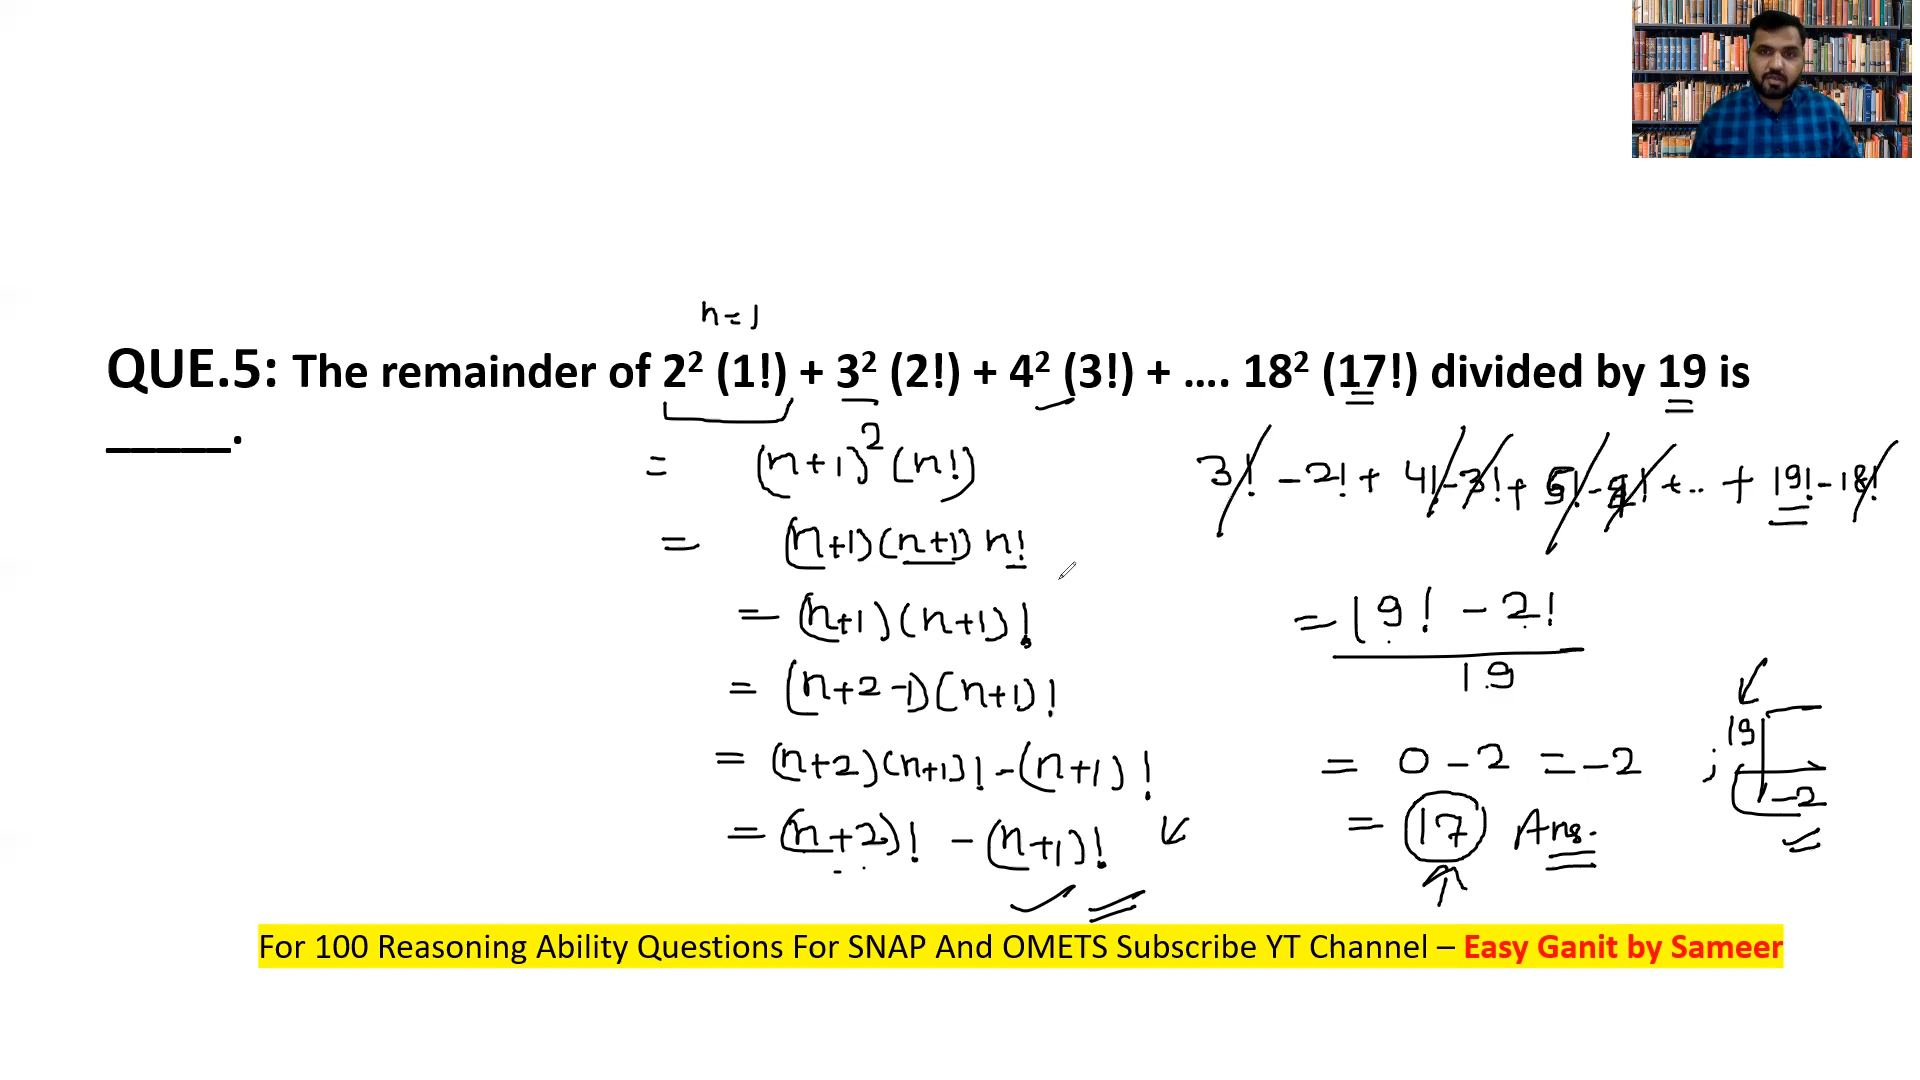 n=1
QUE.5: The remainder of 2² (1!) + 3² (2!) + 4² (3!) + .... 18² (17!) divided by 19 is
_____.
= (n+1)² (n!)
= (n+1)(n+1) n!
= (n+1)(n+1)!
= (n+2-1)(n+1)!
= (n+2)(n+1)! - (n+1)!
= (n+2)! - (n+1)!
3! - 2! + 4! - 3! + 5! - 4! + .. + 19! - 18!
= 19! - 2!
19
= 0 - 2 = -2 ; 19
-2
= 17 Ans.
For 100 Reasoning Ability Questions For SNAP And OMETS Subscribe YT Channel – Easy Ganit by Sameer